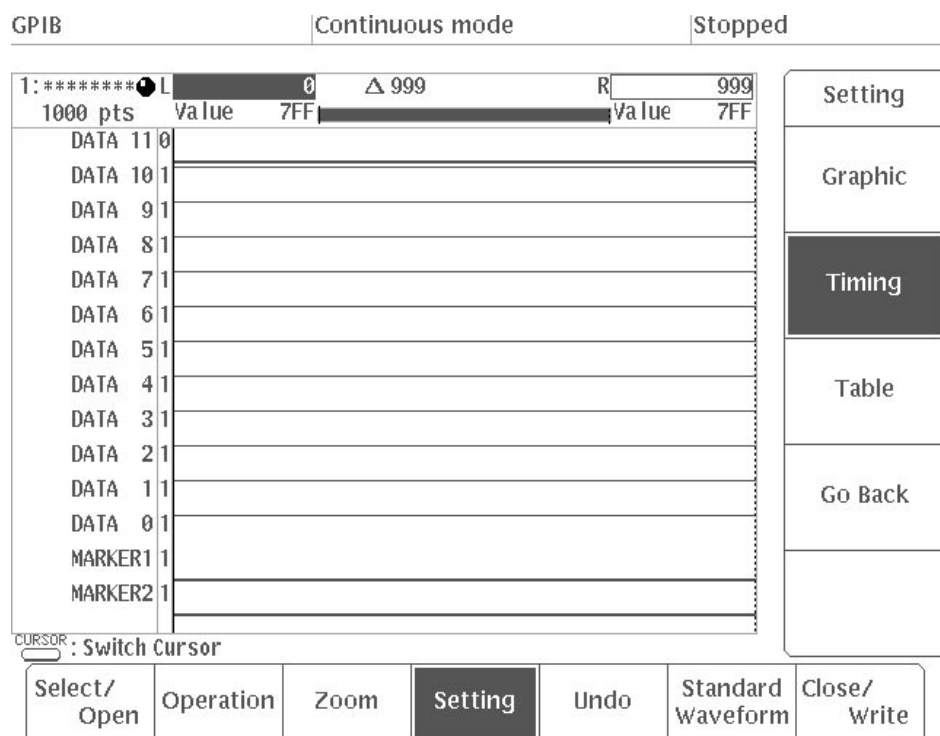 GPIB Continuous mode Stopped
1:******** L 0 Δ 999 R 999
1000 pts Value 7FF Value 7FF
DATA 11 0
DATA 10 1
DATA 9 1
DATA 8 1
DATA 7 1
DATA 6 1
DATA 5 1
DATA 4 1
DATA 3 1
DATA 2 1
DATA 1 1
DATA 0 1
MARKER1 1
MARKER2 1
CURSOR : Switch Cursor
Setting
Graphic
Timing
Table
Go Back
Select/ Open
Operation
Zoom
Setting
Undo
Standard Waveform
Close/ Write